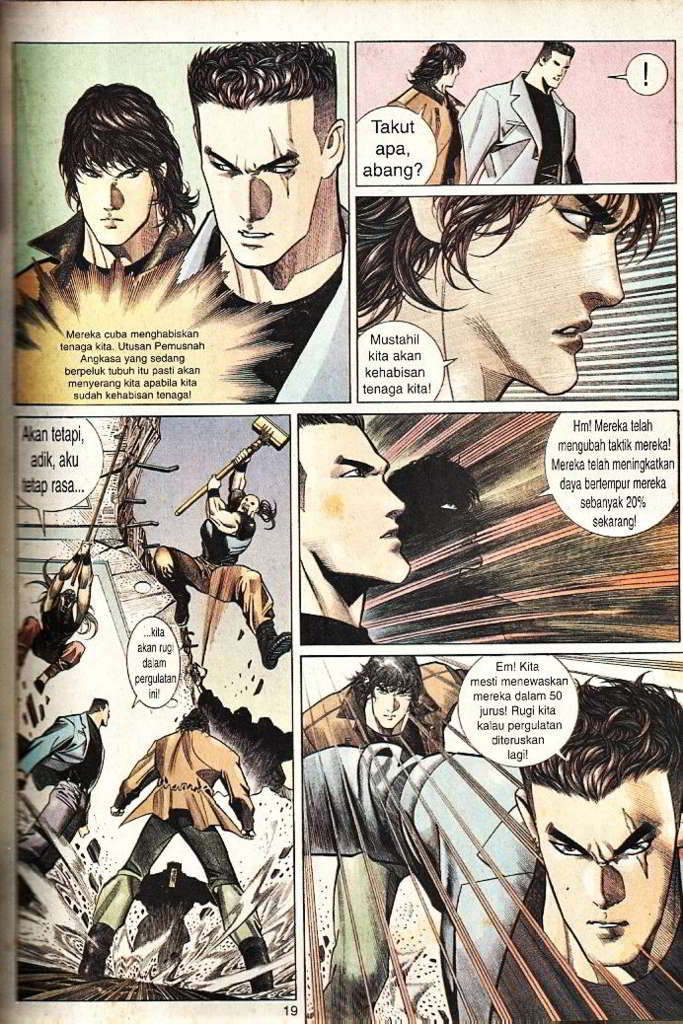 Mereka cuba menghabiskan
tenaga kita. Utusan Pemusnah
Angkasa yang sedang
berpeluk tubuh itu pasti akan
menyerang kita apabila kita
sudah kehabisan tenaga!
!
Takut
apa,
abang?
Mustahil
kita akan
kehabisan
tenaga kita!
Akan tetapi,
adik, aku
tetap rasa...
...kita
akan rugi
dalam
pergulatan
ini!
Hm! Mereka telah
mengubah taktik mereka!
Mereka telah meningkatkan
daya bertempur mereka
sebanyak 20%
sekarang!
Em! Kita
mesti menewaskan
mereka dalam 50
jurus! Rugi kita
kalau pergulatan
diteruskan
lagi!
19